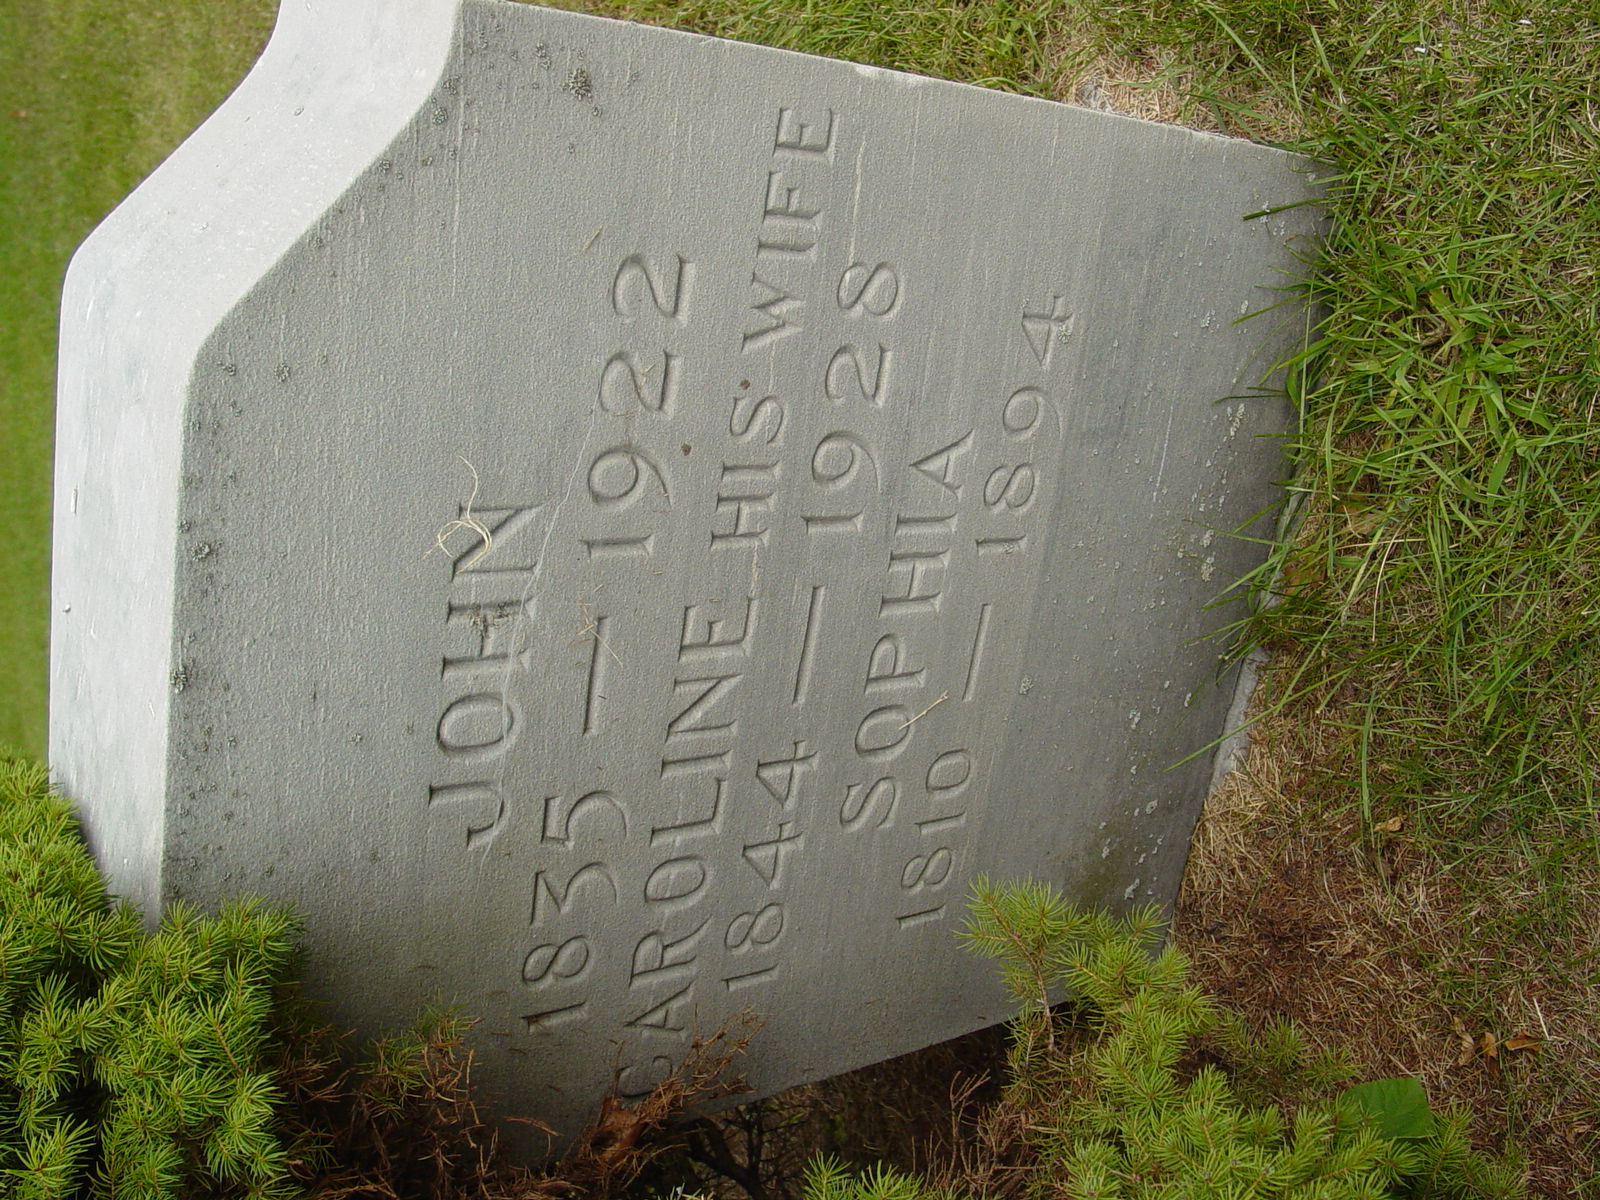 JOHN
1835 — 1922
CAROLINE HIS WIFE
1844 — 1928
SOPHIA
1810 — 1894